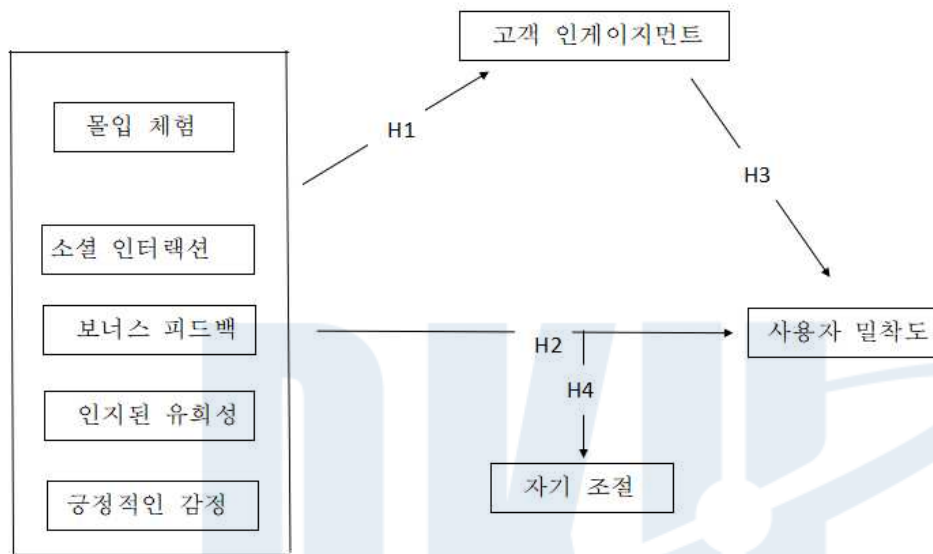 고객 인게이지먼트
몰입 체험
H1
H3
소셜 인터랙션
보너스 피드백
H2
사용자 밀착도
H4
인지된 유희성
자기 조절
긍정적인 감정